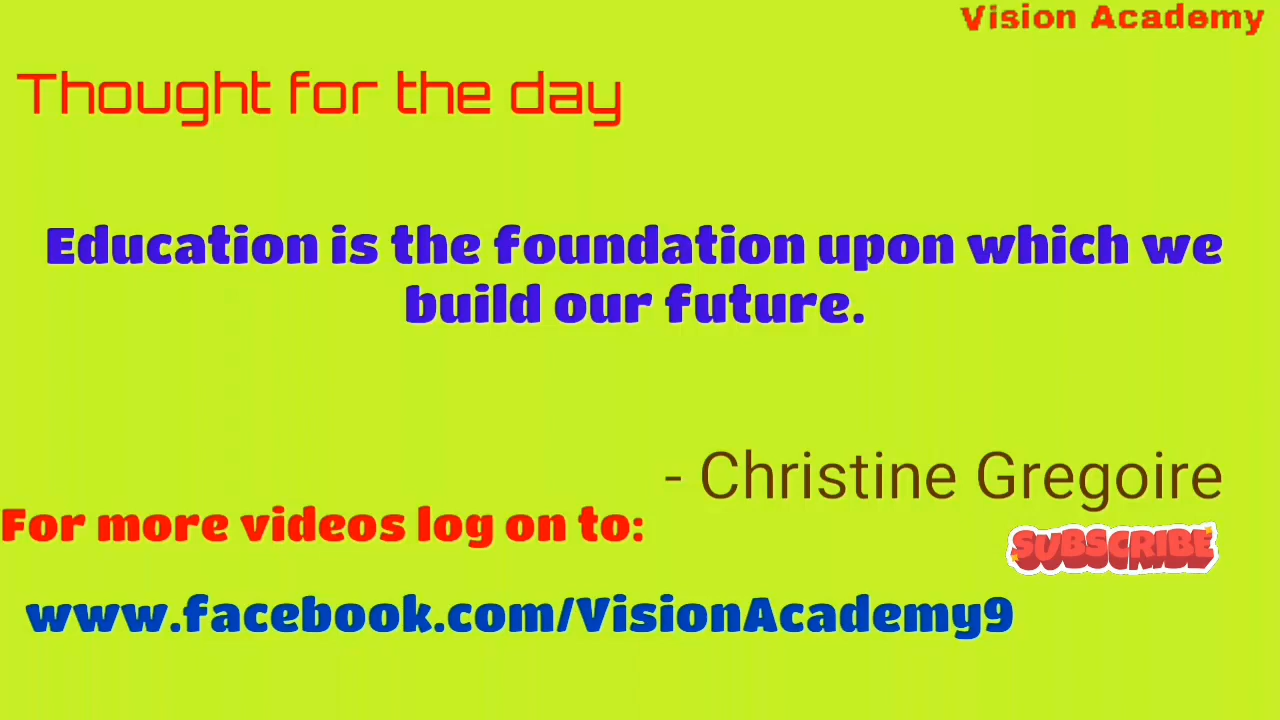 Vision Academy
Thought for the day
Education is the foundation upon which we
build our future.
- Christine Gregoire
For more videos log on to:
SUBSCRIBE
www.facebook.com/VisionAcademy9